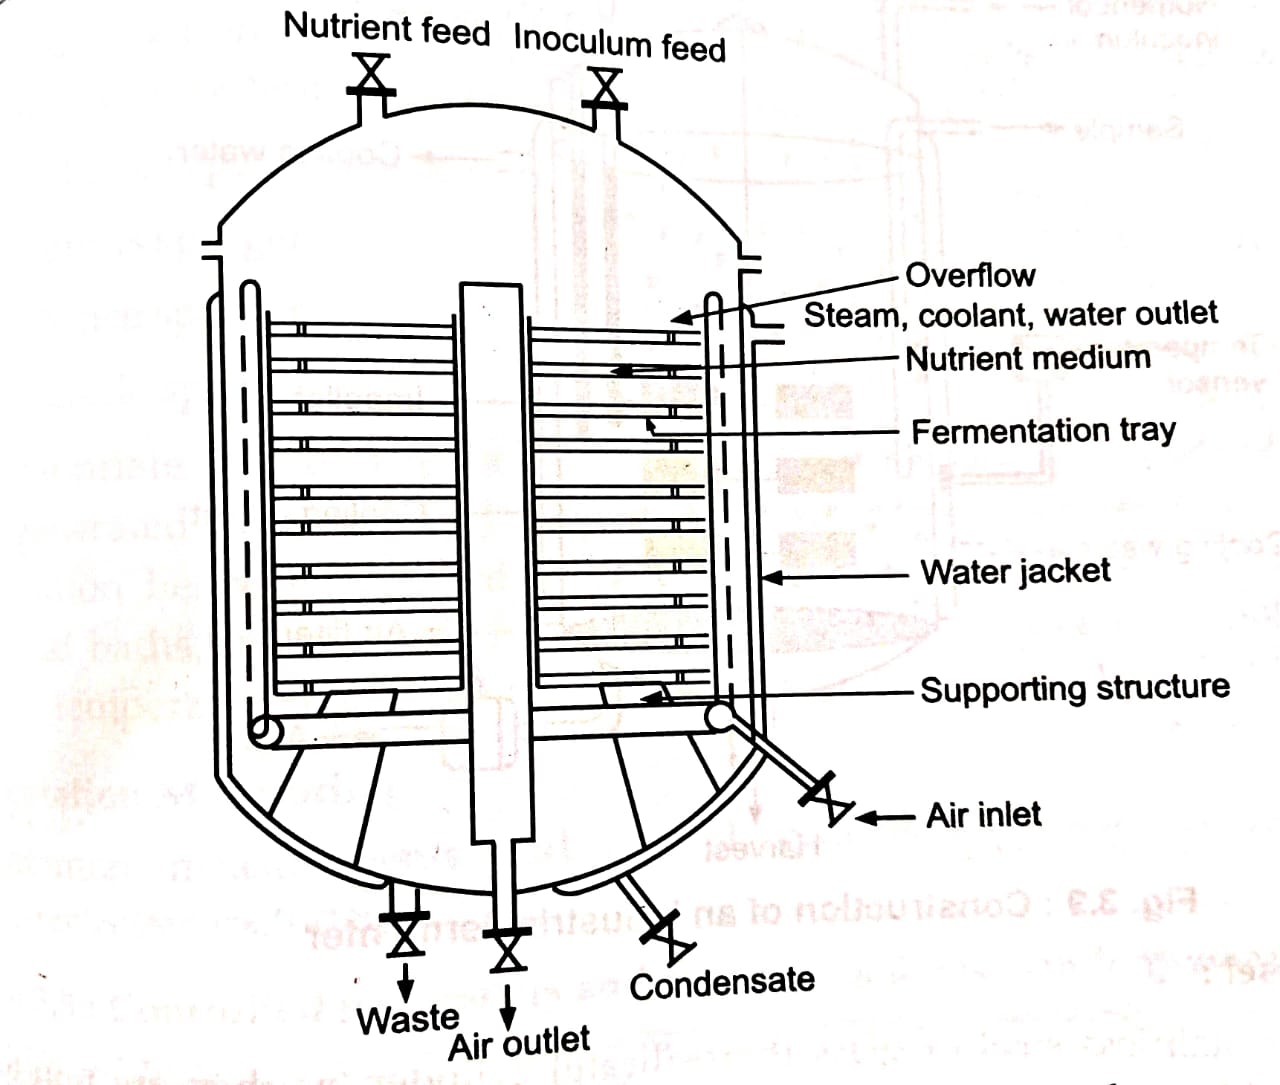 Nutrient feed Inoculum feed
Overflow
Steam, coolant, water outlet
Nutrient medium
Fermentation tray
Water jacket
Supporting structure
Air inlet
Condensate
Waste
Air outlet